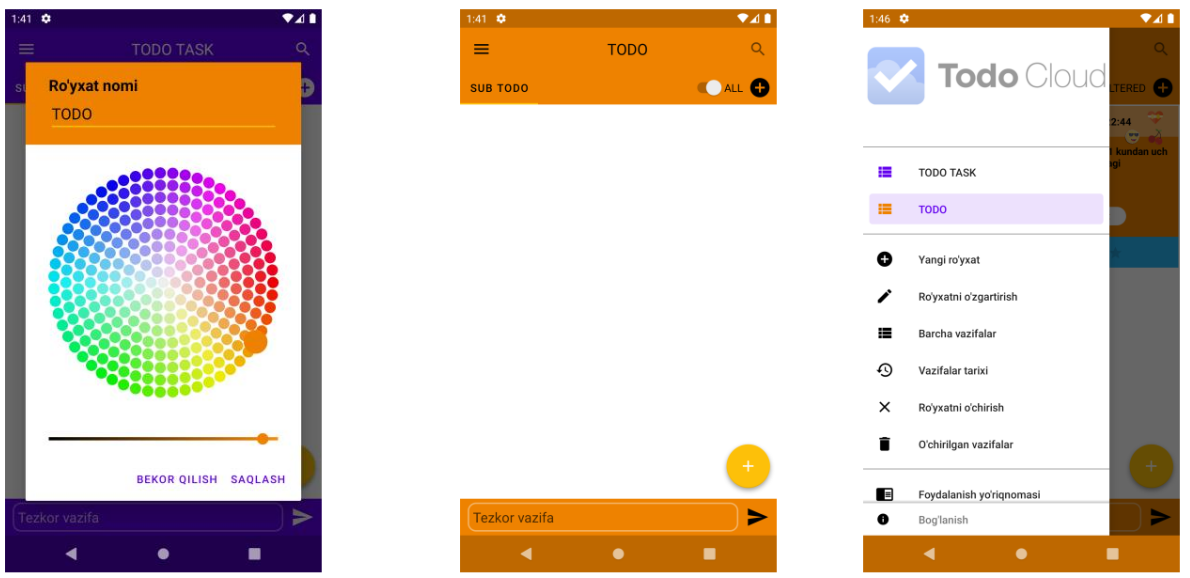 1:41
TODO TASK
SU
Ro'yxat nomi
TODO
BEKOR QILISH SAQLASH
Tezkor vazifa
1:41
TODO
SUB TODO ALL
Tezkor vazifa
1:46
Todo Cloud
LTERED
2:44
1 kundan uch
TODO TASK
TODO
Yangi ro'yxat
Ro'yxatni o'zgartirish
Barcha vazifalar
Vazifalar tarixi
Ro'yxatni o'chirish
O'chirilgan vazifalar
Foydalanish yo'riqnomasi
Bog'lanish